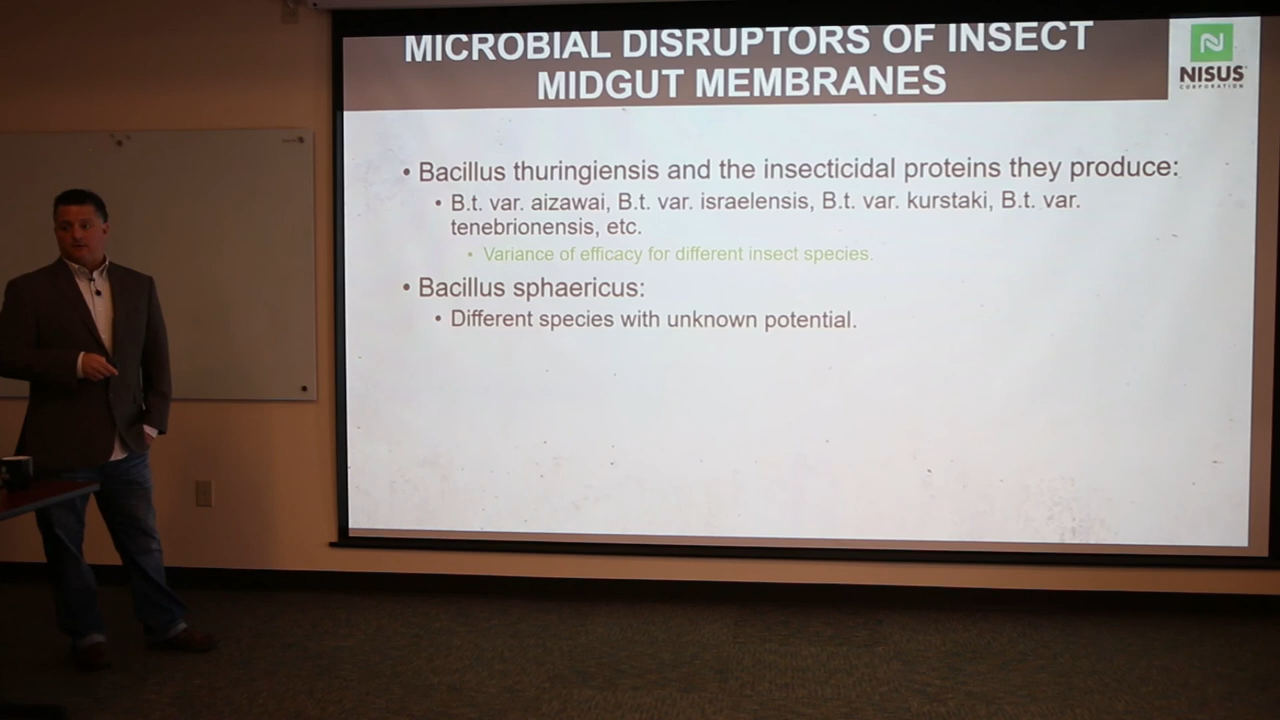 MICROBIAL DISRUPTORS OF INSECT
MIDGUT MEMBRANES
NISUS
CORPORATION
• Bacillus thuringiensis and the insecticidal proteins they produce:
• B.t. var. aizawai, B.t. var. israelensis, B.t. var. kurstaki, B.t. var.
tenebrionensis, etc.
• Variance of efficacy for different insect species.
• Bacillus sphaericus:
• Different species with unknown potential.